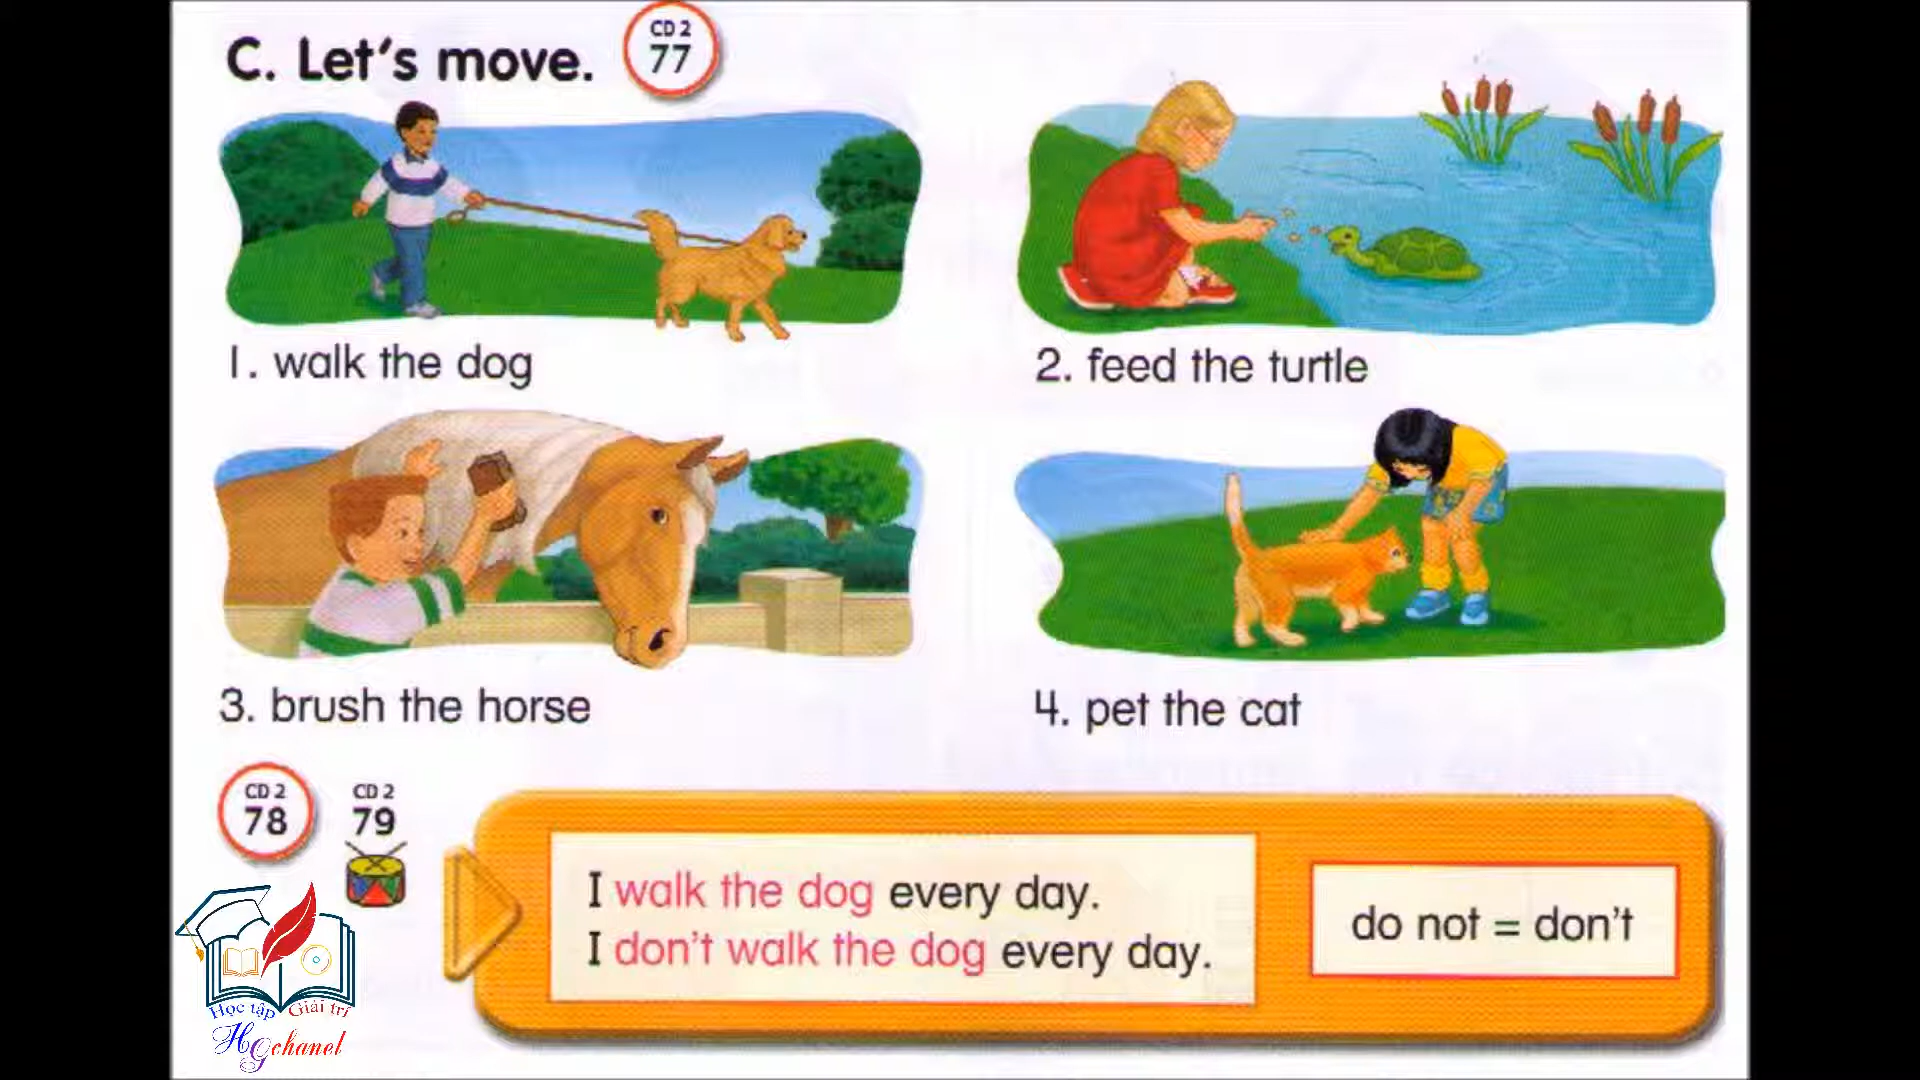 C. Let's move.
CD 2
77
1. walk the dog
2. feed the turtle
3. brush the horse
4. pet the cat
CD 2
78
CD 2
79
I walk the dog every day.
I don't walk the dog every day.
do not = don't
Học tập Giải trí
HGchanel